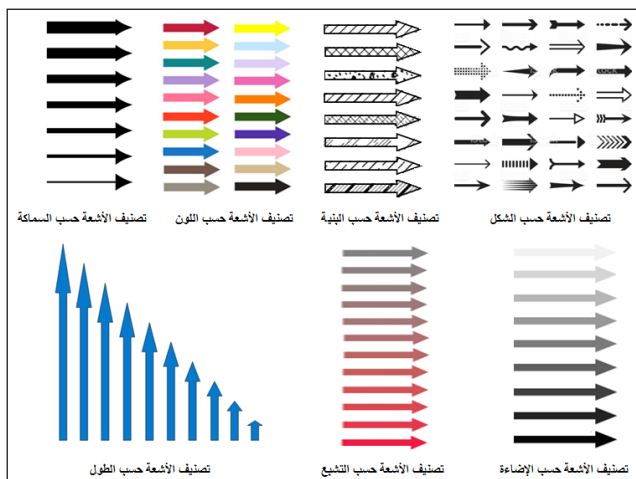 تصنيف الأشعة حسب الشكل
تصنيف الأشعة حسب البنية
تصنيف الأشعة حسب اللون
تصنيف الأشعة حسب السماكة
تصنيف الأشعة حسب الإضاءة
تصنيف الأشعة حسب التشبع
تصنيف الأشعة حسب الطول